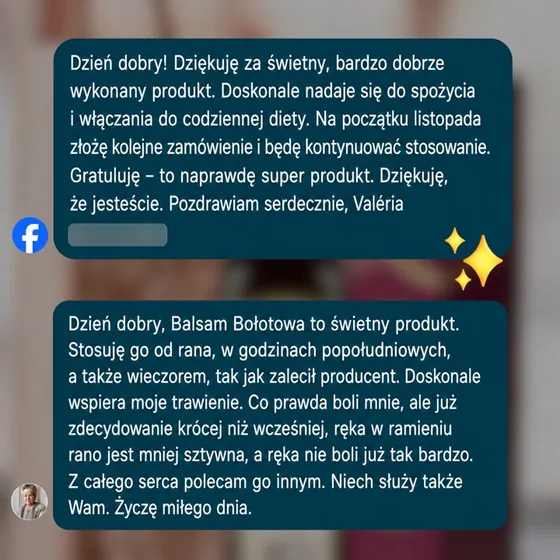 Dzień dobry! Dziękuję za świetny, bardzo dobrze
wykonany produkt. Doskonale nadaje się do spożycia
i włączania do codziennej diety. Na początku listopada
złożę kolejne zamówienie i będę kontynuować stosowanie.
Gratuluję – to naprawdę super produkt. Dziękuję,
że jesteście. Pozdrawiam serdecznie, Valéria
Dzień dobry, Balsam Bołotowa to świetny produkt.
Stosuję go od rana, w godzinach popołudniowych,
a także wieczorem, tak jak zalecił producent. Doskonale
wspiera moje trawienie. Co prawda boli mnie, ale już
zdecydowanie krócej niż wcześniej, ręka w ramieniu
rano jest mniej sztywna, a ręka nie boli już tak bardzo.
Z całego serca polecam go innym. Niech służy także
Wam. Życzę miłego dnia.